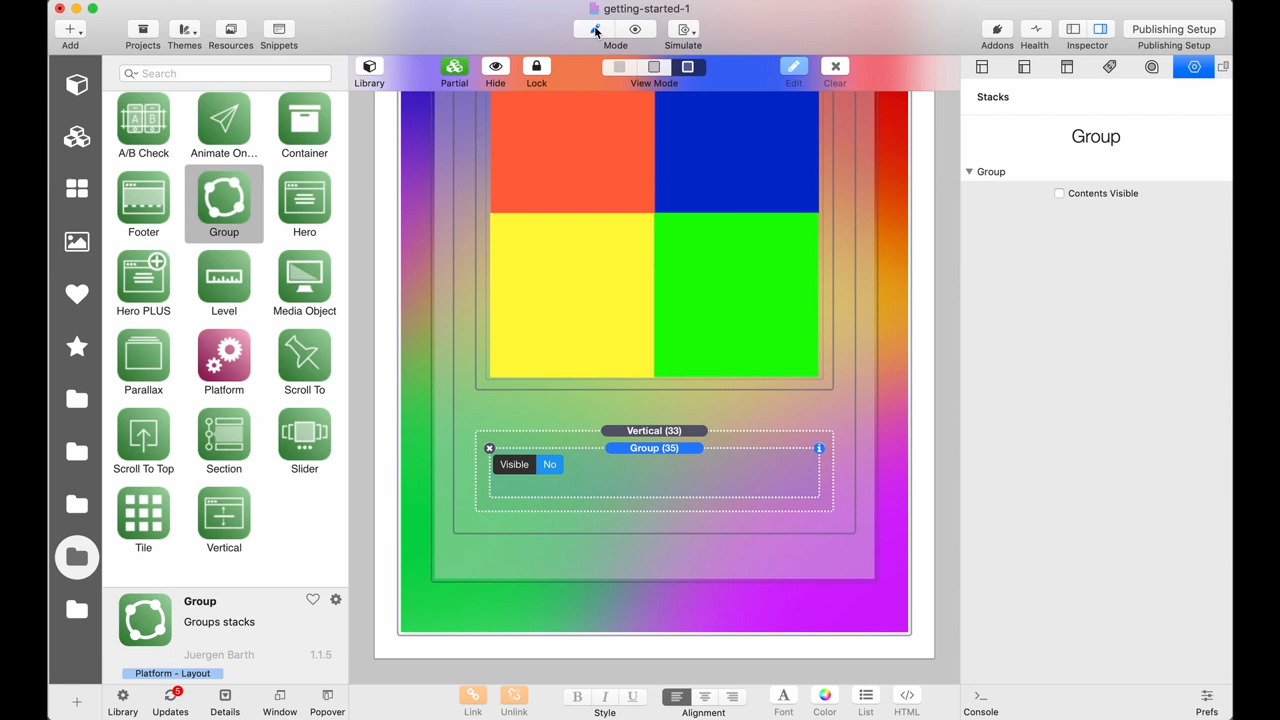 getting-started-1
Add
Projects
Themes
Resources
Snippets
Mode
Simulate
Addons
Health
Inspector
Publishing Setup
Publishing Setup
Search
Library
Partial
Hide
Lock
View Mode
Edit
Clear
A/B Check
Animate On...
Container
Footer
Group
Hero
Hero PLUS
Level
Media Object
Parallax
Platform
Scroll To
Scroll To Top
Section
Slider
Tile
Vertical
Group
Groups stacks
Juergen Barth
1.1.5
Platform - Layout
Vertical (33)
Group (35)
Visible No
Stacks
Group
Group
Contents Visible
Library
5
Updates
Details
Window
Popover
Link
Unlink
B I U
Style
Alignment
A
Font
Color
List
HTML
Console
Prefs